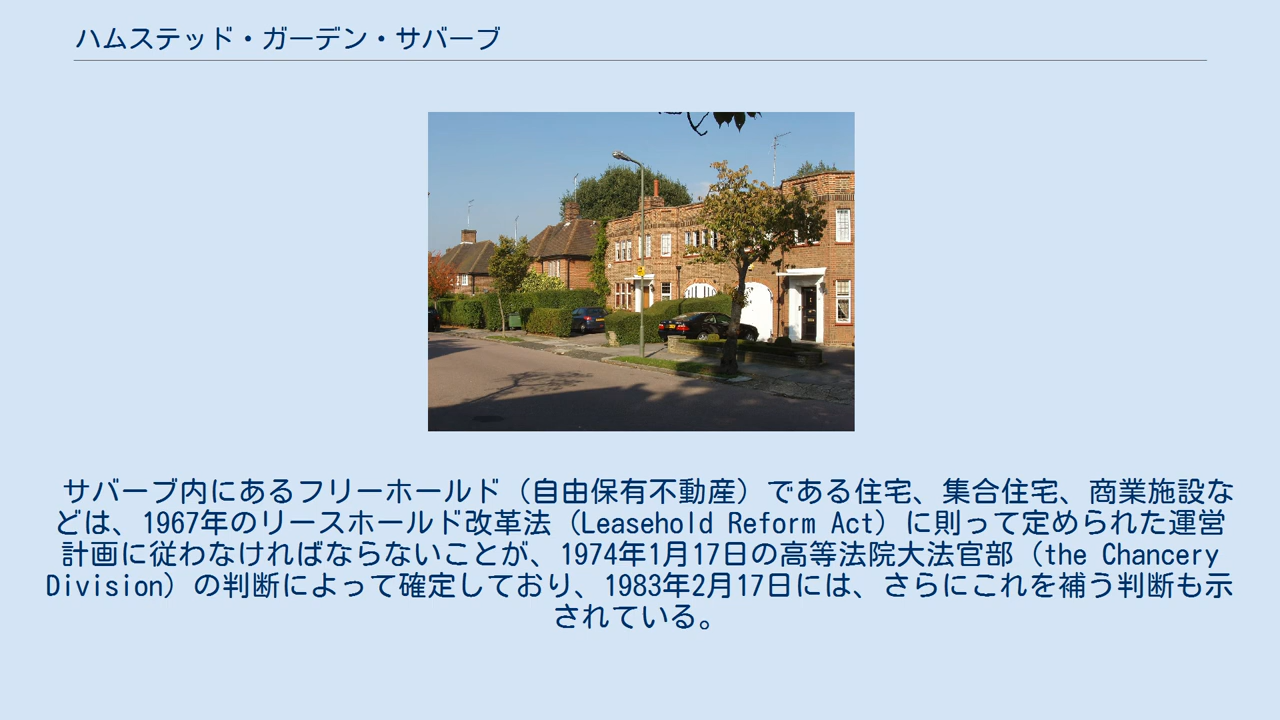 ハムステッド・ガーデン・サバーブ
サバーブ内にあるフリーホールド（自由保有不動産）である住宅、集合住宅、商業施設な
どは、1967年のリースホールド改革法（Leasehold Reform Act）に則って定められた運営
計画に従わなければならないことが、1974年1月17日の高等法院大法官部（the Chancery
Division）の判断によって確定しており、1983年2月17日には、さらにこれを補う判断も示
されている。